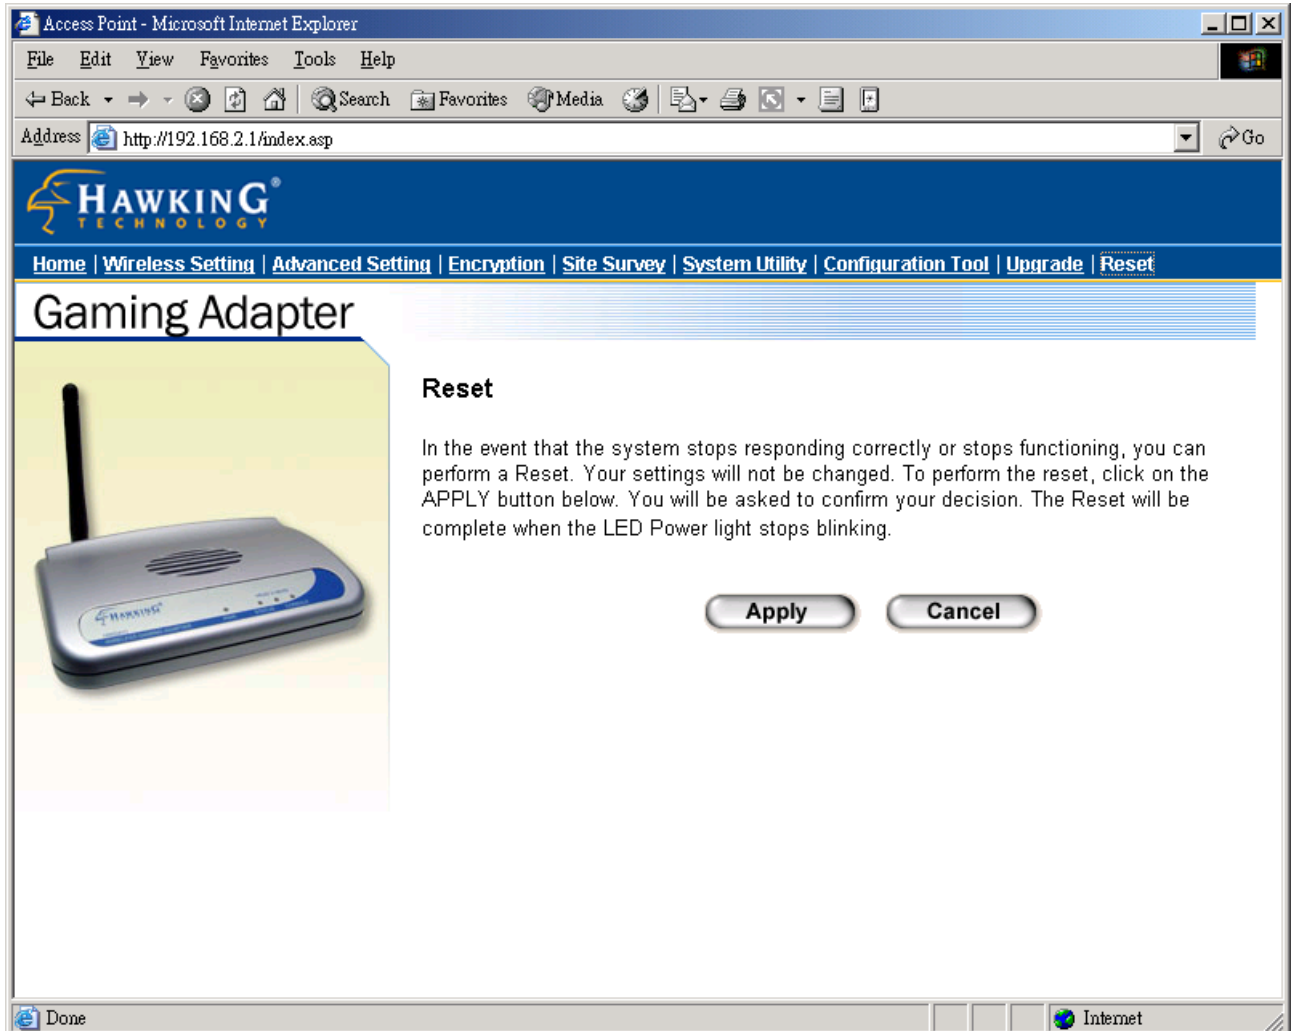 Access Point - Microsoft Internet Explorer
File Edit View Favorites Tools Help
Back Search Favorites Media
Address http://192.168.2.1/index.asp Go
HAWKING®
TECHNOLOGY
Home | Wireless Setting | Advanced Setting | Encryption | Site Survey | System Utility | Configuration Tool | Upgrade | Reset
Gaming Adapter
Reset
In the event that the system stops responding correctly or stops functioning, you can
perform a Reset. Your settings will not be changed. To perform the reset, click on the
APPLY button below. You will be asked to confirm your decision. The Reset will be
complete when the LED Power light stops blinking.
HAWKING
Apply Cancel
Done Internet